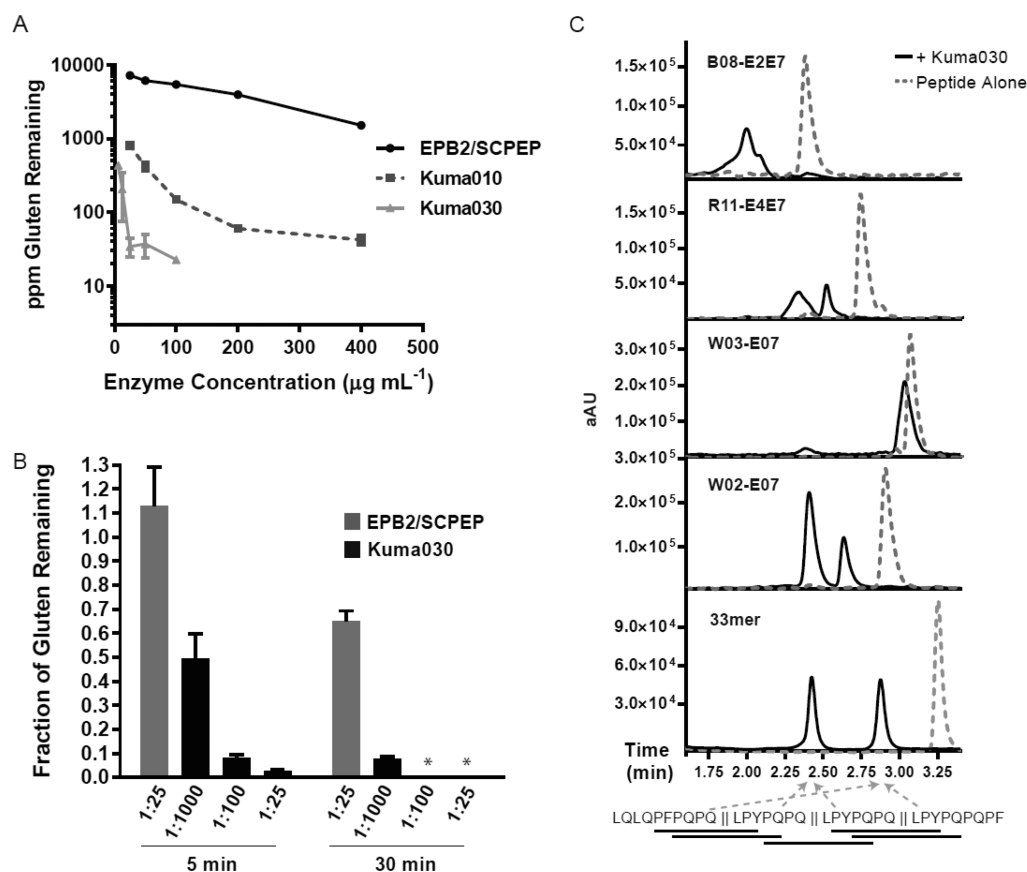 A
10000
1000
100
10
ppm Gluten Remaining
0
100
200
300
400
500
Enzyme Concentration (µg mL⁻¹)
EPB2/SCPEP
Kuma010
Kuma030
B
1.3
1.2
1.1
1.0
0.9
0.8
0.7
0.6
0.5
0.4
0.3
0.2
0.1
0.0
Fraction of Gluten Remaining
EPB2/SCPEP
Kuma030
* *
1:25
1:1000
1:100
1:25
1:25
1:1000
1:100
1:25
5 min
30 min
C
+ Kuma030
Peptide Alone
B08-E2E7
1.5×10⁵
1.0×10⁵
5.0×10⁴
R11-E4E7
1.5×10⁵
1.0×10⁵
5.0×10⁴
W03-E07
3.0×10⁵
2.0×10⁵
1.0×10⁵
aAU
3.0×10⁵
W02-E07
2.0×10⁵
1.0×10⁵
33mer
9.0×10⁴
6.0×10⁴
3.0×10⁴
Time
(min)
1.75 2.00 2.25 2.50 2.75 3.00 3.25
LQLQPFPQPQ || LPYPQPQ || LPYPQPQ || LPYPQPQPF